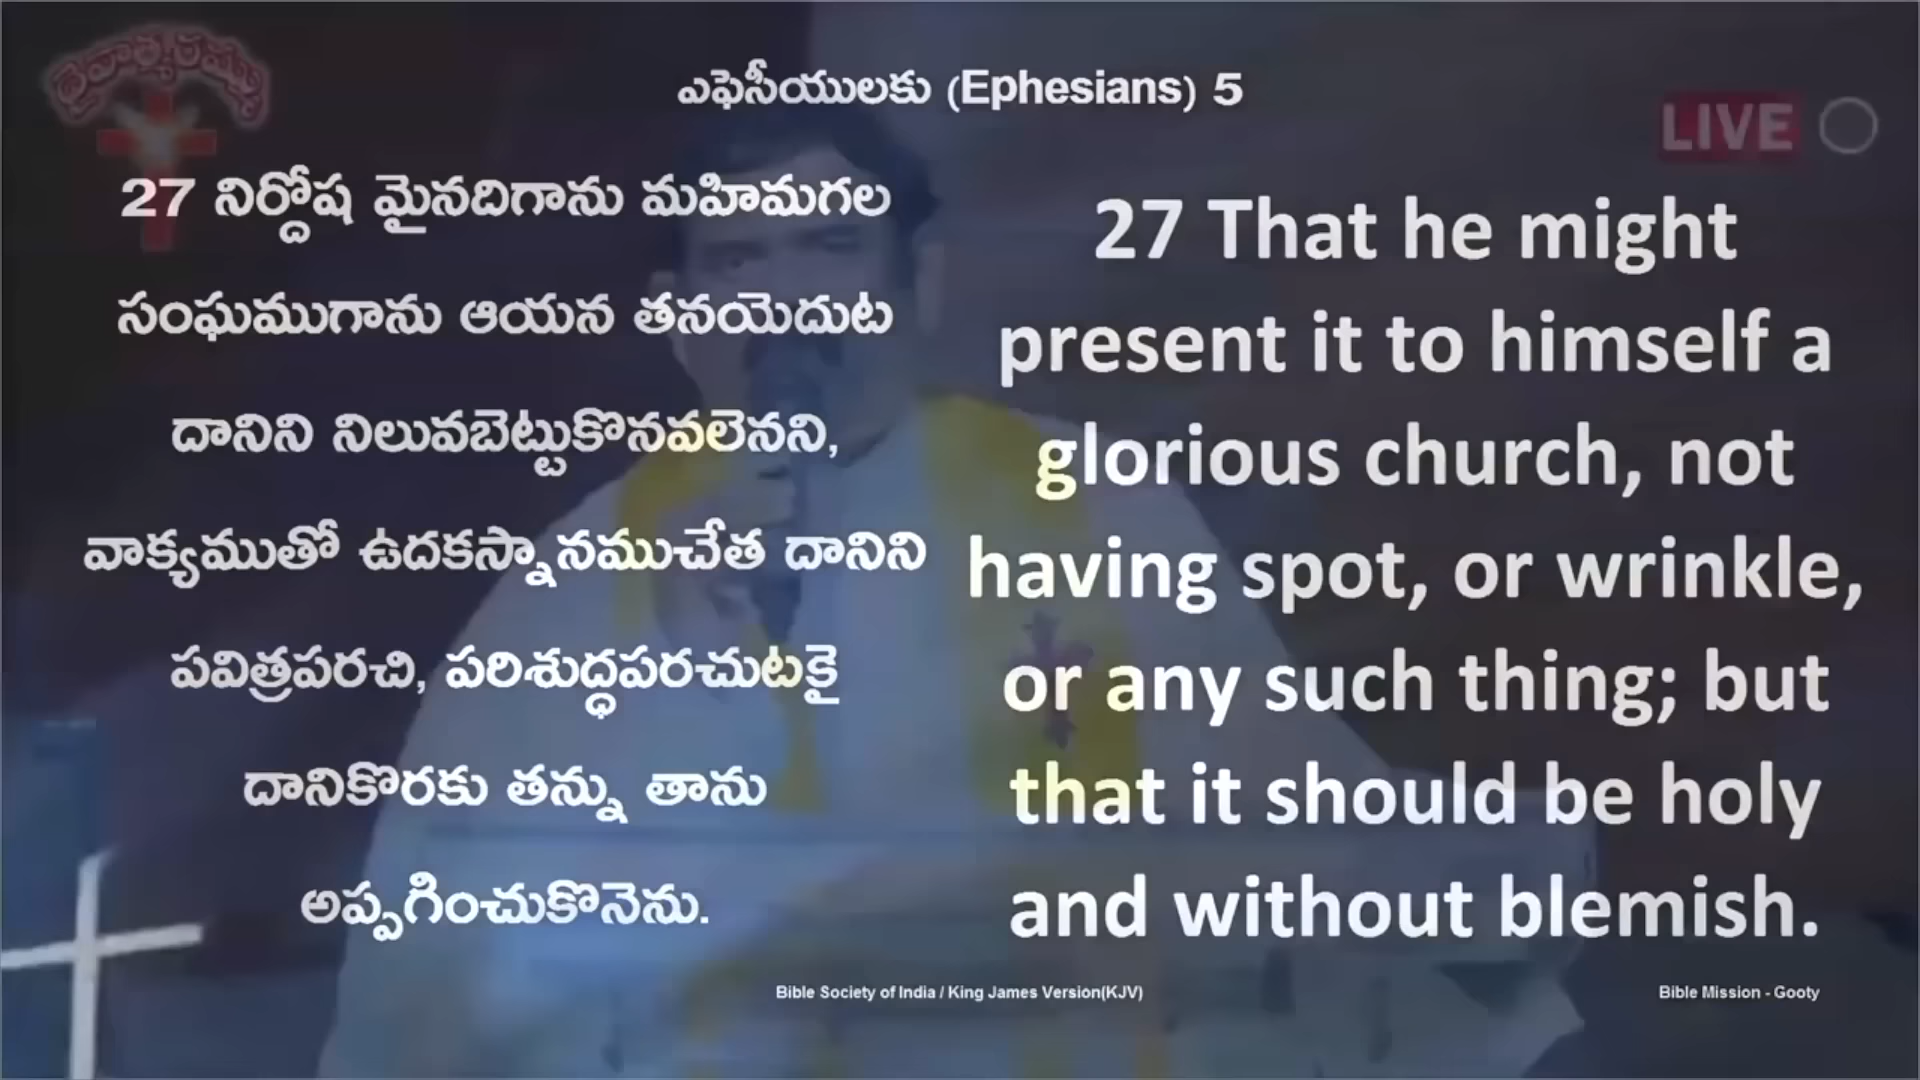 ఎఫెసీయులకు (Ephesians) 5
LIVE
27 నిర్దోష మైనదిగాను మహిమగల
సంఘముగాను ఆయన తనయెదుట
దానిని నిలువబెట్టుకొనవలెనని,
వాక్యముతో ఉదకస్నానముచేత దానిని
పవిత్రపరచి, పరిశుద్ధపరచుటకై
దానికొరకు తన్ను తాను
అప్పగించుకొనెను.
27 That he might
present it to himself a
glorious church, not
having spot, or wrinkle,
or any such thing; but
that it should be holy
and without blemish.
Bible Society of India / King James Version(KJV)
Bible Mission - Gooty